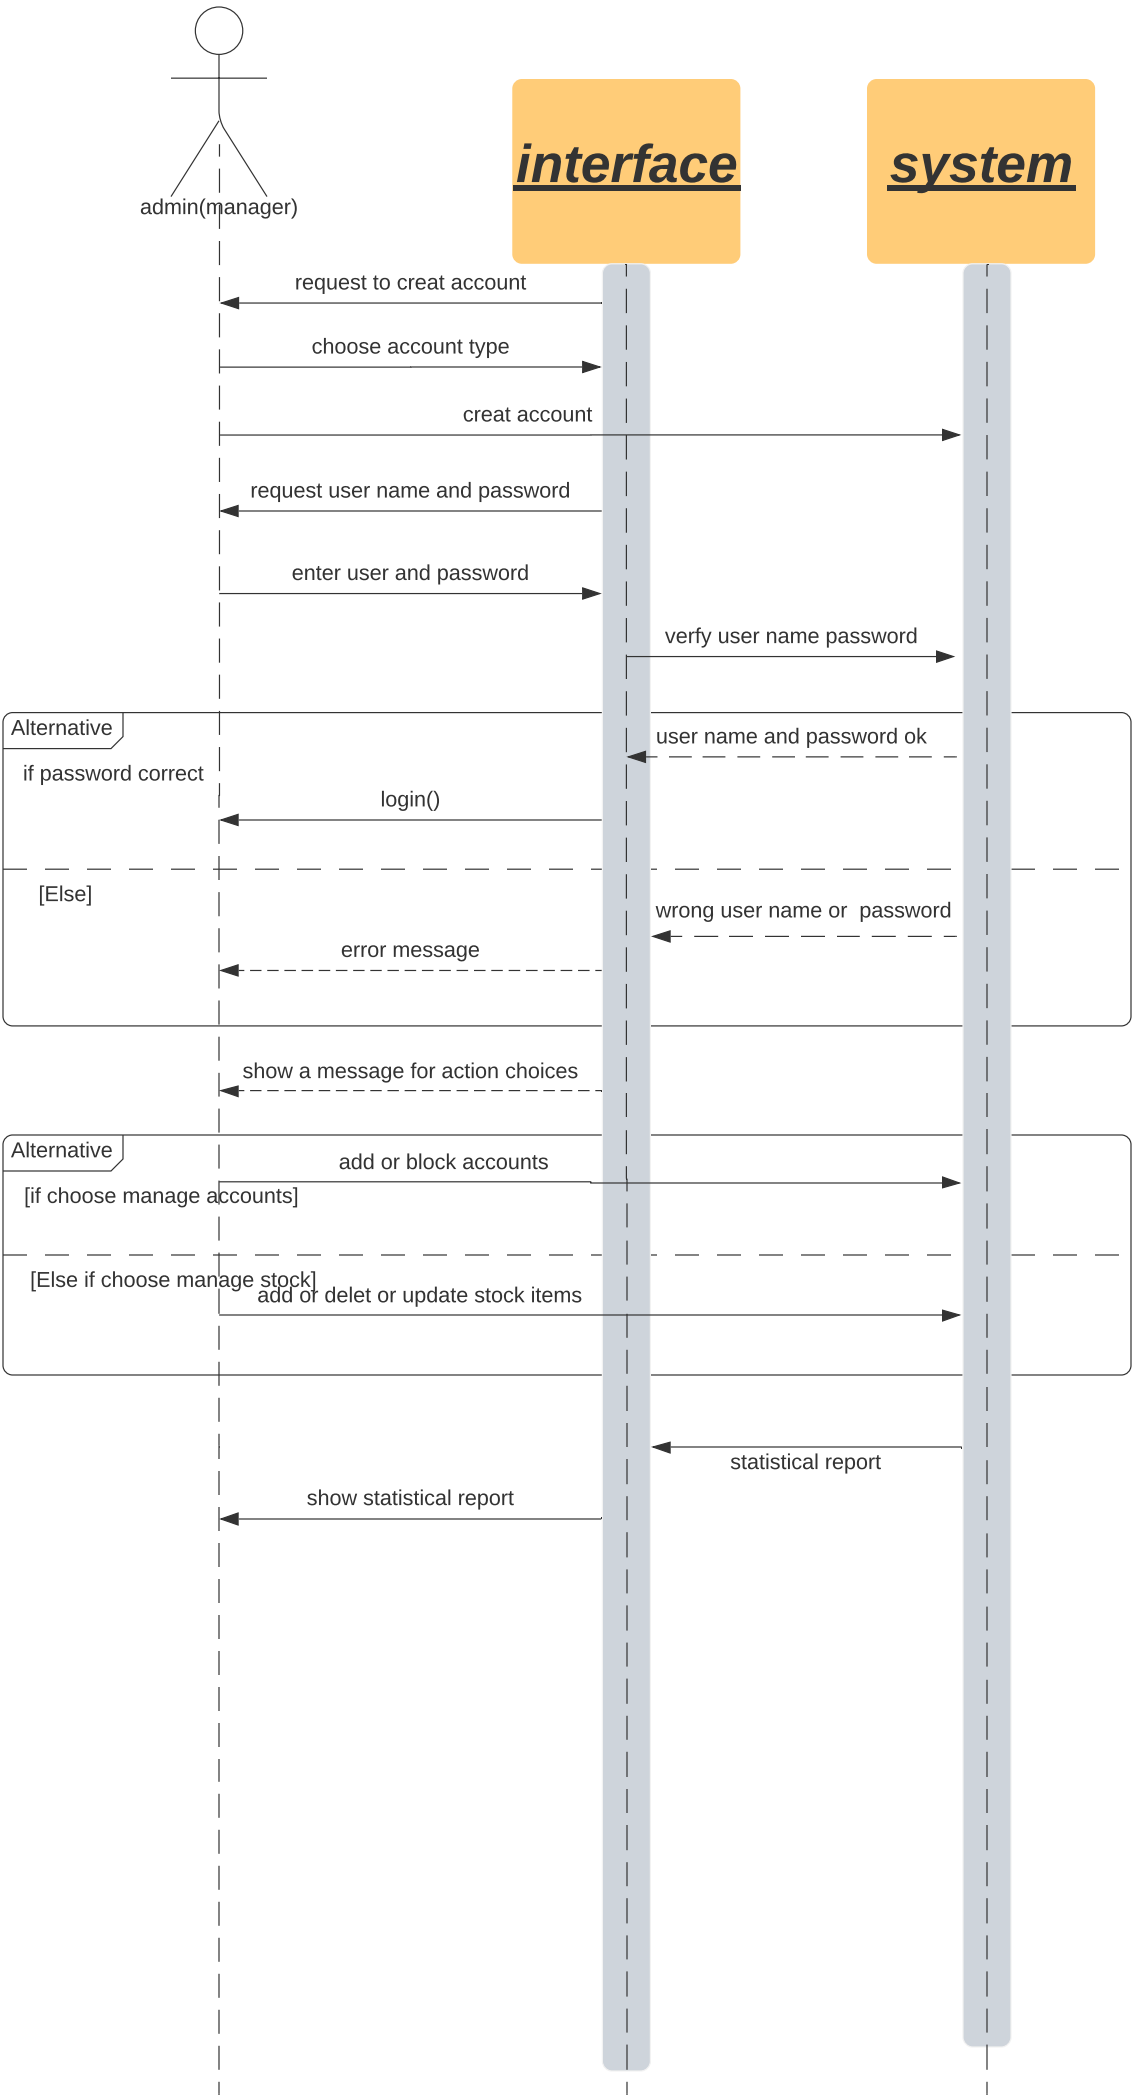 admin(manager)
interface
system
request to creat account
choose account type
creat account
request user name and password
enter user and password
verfy user name password
Alternative
user name and password ok
if password correct
login()
[Else]
wrong user name or  password
error message
show a message for action choices
Alternative
add or block accounts
[if choose manage accounts]
[Else if choose manage stock]
add or delet or update stock items
statistical report
show statistical report